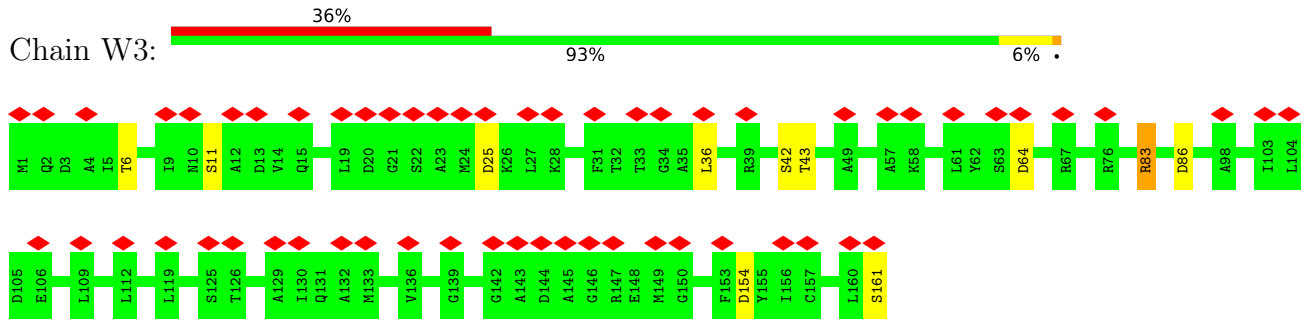 36%
Chain W3:
93% 6% •
M1 Q2 D3 A4 I5 T6 I9 N10 S11 A12 D13 V14 Q15 L19 D20 G21 S22 A23 M24 D25 K26 L27 K28 F31 T32 T33 G34 A35 L36 R39 S42 T43 A49 A57 K58 L61 Y62 S63 D64 R67 R76 R83 D86 A98 I103 L104
D105 E106 L109 L112 L119 S125 T126 A129 I130 Q131 A132 M133 V136 G139 G142 A143 D144 A145 G146 R147 E148 M149 G150 F153 D154 Y155 I156 C157 L160 S161